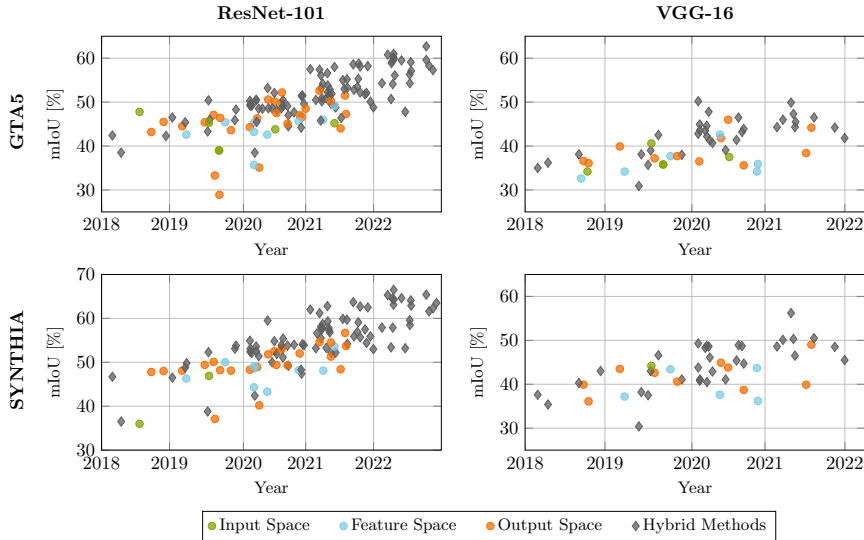 ResNet-101
VGG-16
GTA5
mIoU [%]
60
50
40
30
2018 2019 2020 2021 2022
Year
60
50
40
30
2018 2019 2020 2021 2022
Year
SYNTHIA
mIoU [%]
70
60
50
40
30
2018 2019 2020 2021 2022
Year
mIoU [%]
60
50
40
30
2018 2019 2020 2021 2022
Year
mIoU [%]
Input Space Feature Space Output Space Hybrid Methods